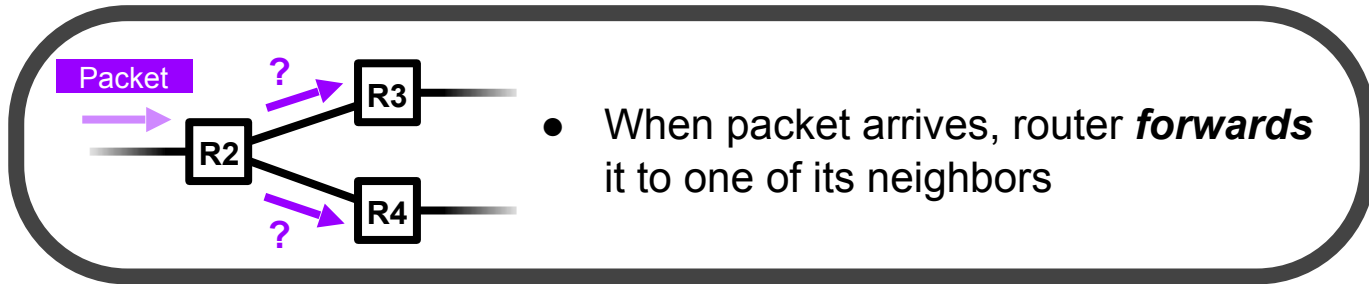 Packet
?
R3
R2
R4
?
● When packet arrives, router forwards
it to one of its neighbors